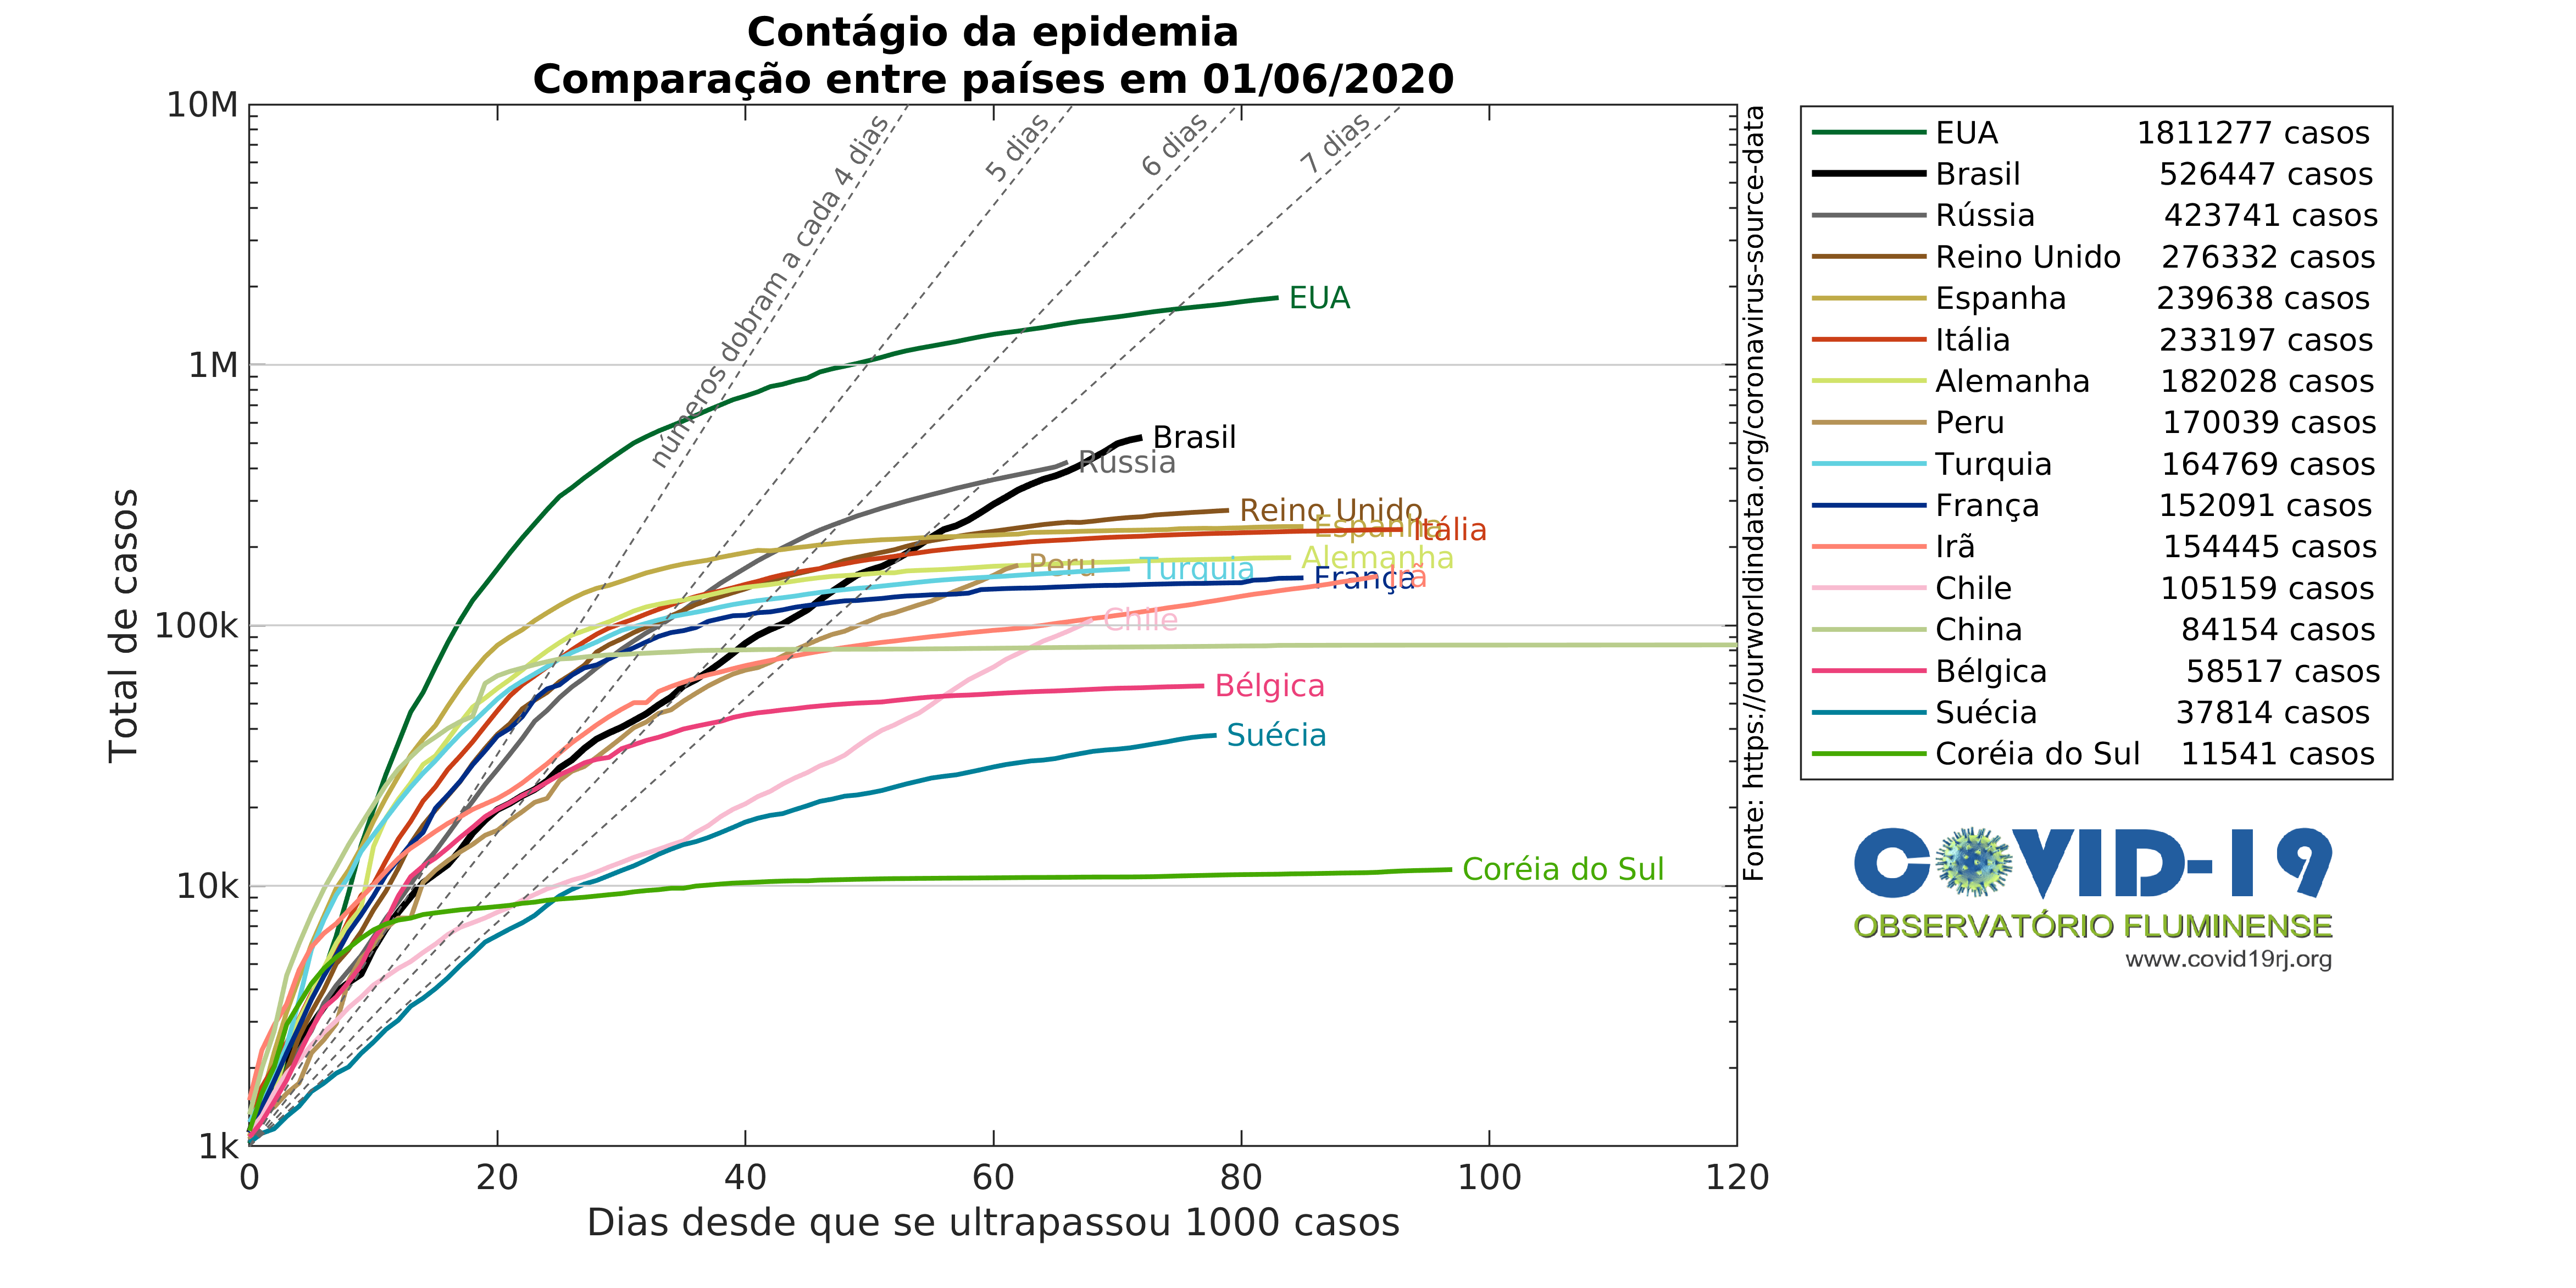 Contágio da epidemia
Comparação entre países em 01/06/2020
10M
1M
100k
10k
1k
Total de casos
0
20
40
60
80
100
120
Dias desde que se ultrapassou 1000 casos
números dobram a cada 4 dias
5 dias
6 dias
7 dias
EUA
Brasil
Rússia
Reino Unido
Espanha
Itália
Alemanha
Peru
Turquia
França
Irã
Chile
Bélgica
Suécia
Coréia do Sul
Fonte: https://ourworldindata.org/coronavirus-source-data
EUA 1811277 casos
Brasil 526447 casos
Rússia 423741 casos
Reino Unido 276332 casos
Espanha 239638 casos
Itália 233197 casos
Alemanha 182028 casos
Peru 170039 casos
Turquia 164769 casos
França 152091 casos
Irã 154445 casos
Chile 105159 casos
China 84154 casos
Bélgica 58517 casos
Suécia 37814 casos
Coréia do Sul 11541 casos
COVID-19
OBSERVATÓRIO FLUMINENSE
www.covid19rj.org